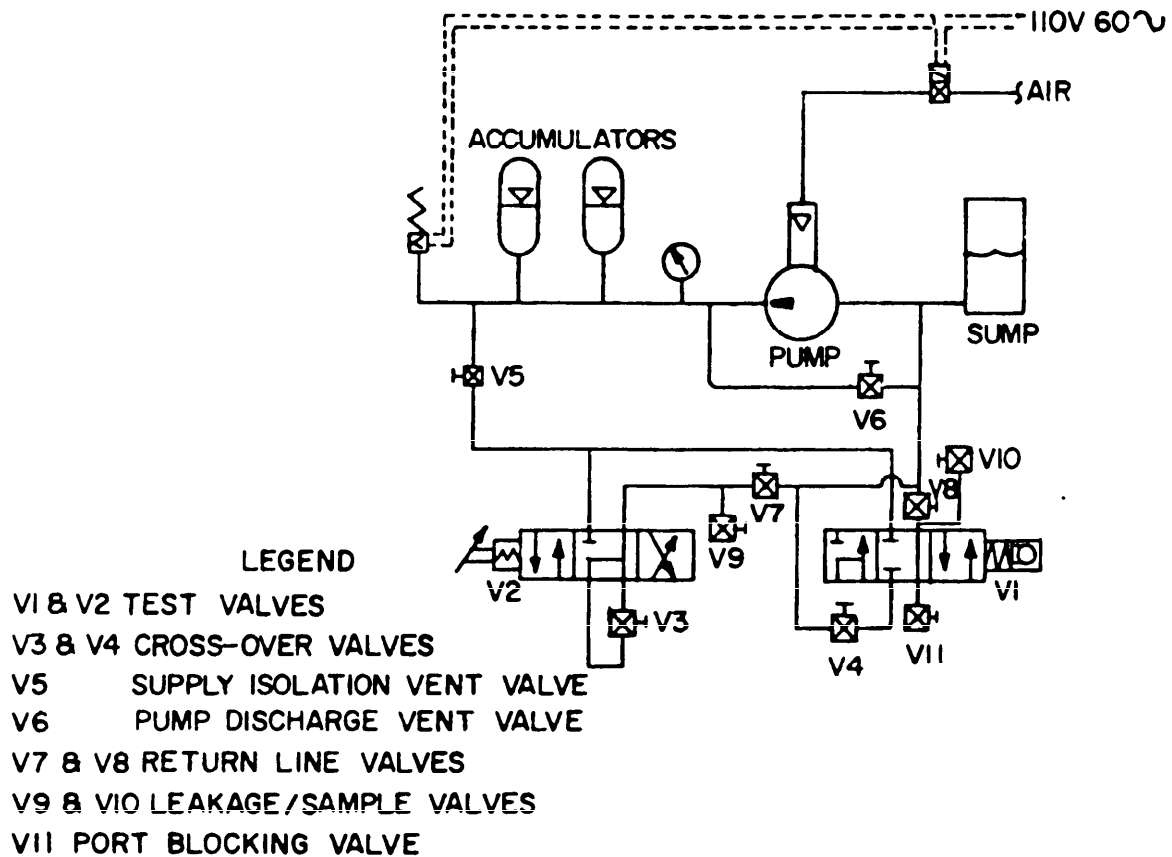 110V 60~
AIR
ACCUMULATORS
SUMP
PUMP
V5
V6
V10
V8
V7
V9
V2
V1
V3
V4
V11
LEGEND
V1 & V2 TEST VALVES
V3 & V4 CROSS-OVER VALVES
V5 SUPPLY ISOLATION VENT VALVE
V6 PUMP DISCHARGE VENT VALVE
V7 & V8 RETURN LINE VALVES
V9 & V10 LEAKAGE/SAMPLE VALVES
V11 PORT BLOCKING VALVE